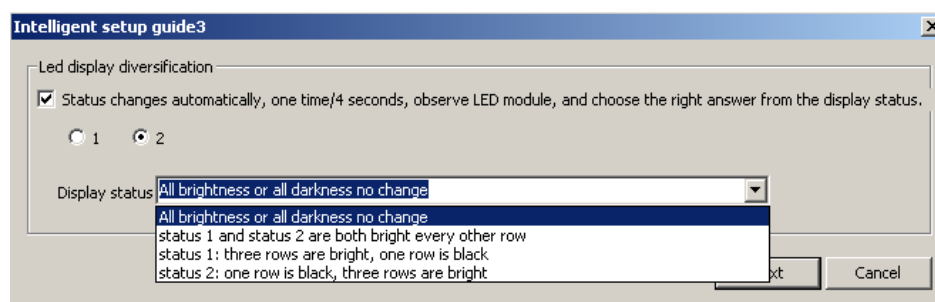 Intelligent setup guide3
Led display diversification
Status changes automatically, one time/4 seconds, observe LED module, and choose the right answer from the display status.
1 2
Display status All brightness or all darkness no change
All brightness or all darkness no change
status 1 and status 2 are both bright every other row
status 1: three rows are bright, one row is black
status 2: one row is black, three rows are bright
xt Cancel